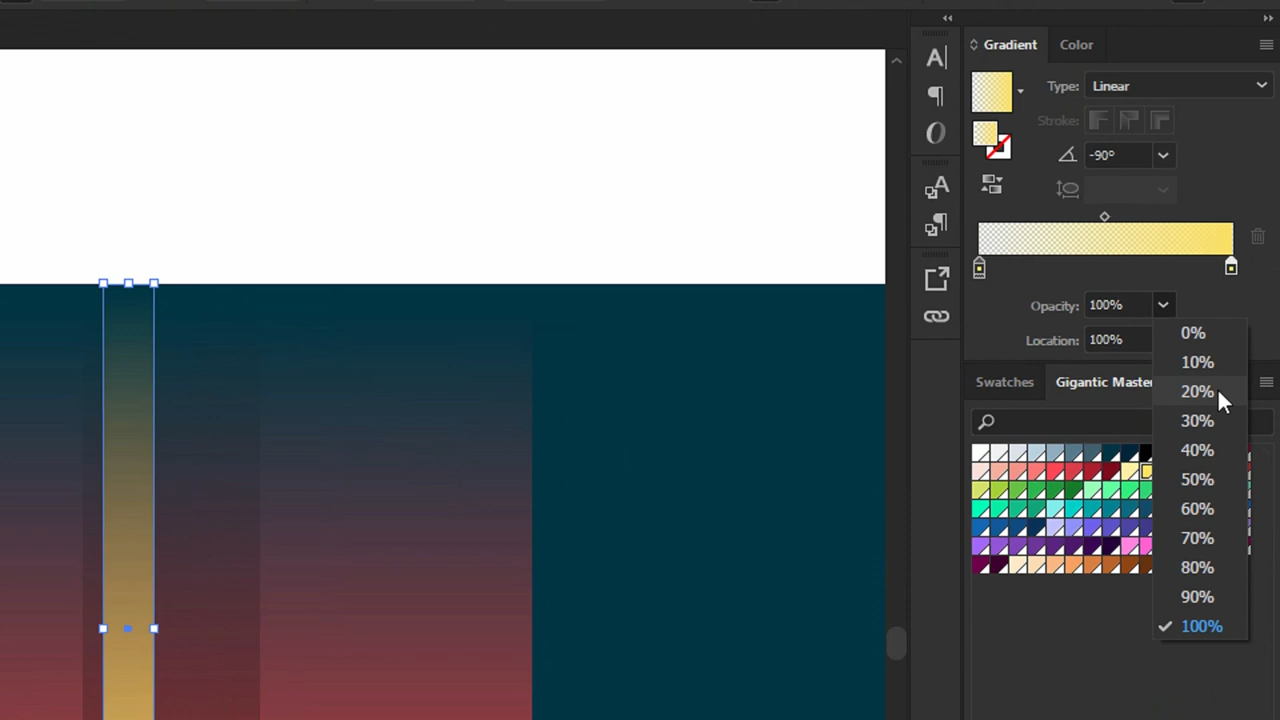 Gradient Color
Type: Linear
Stroke:
-90°
Opacity: 100%
Location: 100%
0%
10%
20%
30%
40%
50%
60%
70%
80%
90%
100%
Swatches Gigantic Master